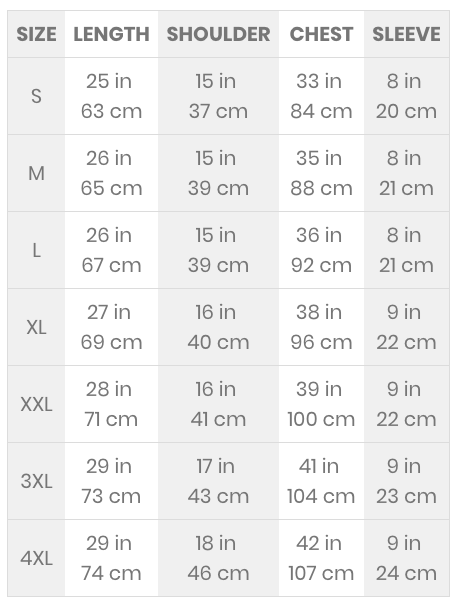 SIZE LENGTH SHOULDER CHEST SLEEVE
S 25 in 15 in 33 in 8 in
63 cm 37 cm 84 cm 20 cm
M 26 in 15 in 35 in 8 in
65 cm 39 cm 88 cm 21 cm
L 26 in 15 in 36 in 8 in
67 cm 39 cm 92 cm 21 cm
XL 27 in 16 in 38 in 9 in
69 cm 40 cm 96 cm 22 cm
XXL 28 in 16 in 39 in 9 in
71 cm 41 cm 100 cm 22 cm
3XL 29 in 17 in 41 in 9 in
73 cm 43 cm 104 cm 23 cm
4XL 29 in 18 in 42 in 9 in
74 cm 46 cm 107 cm 24 cm